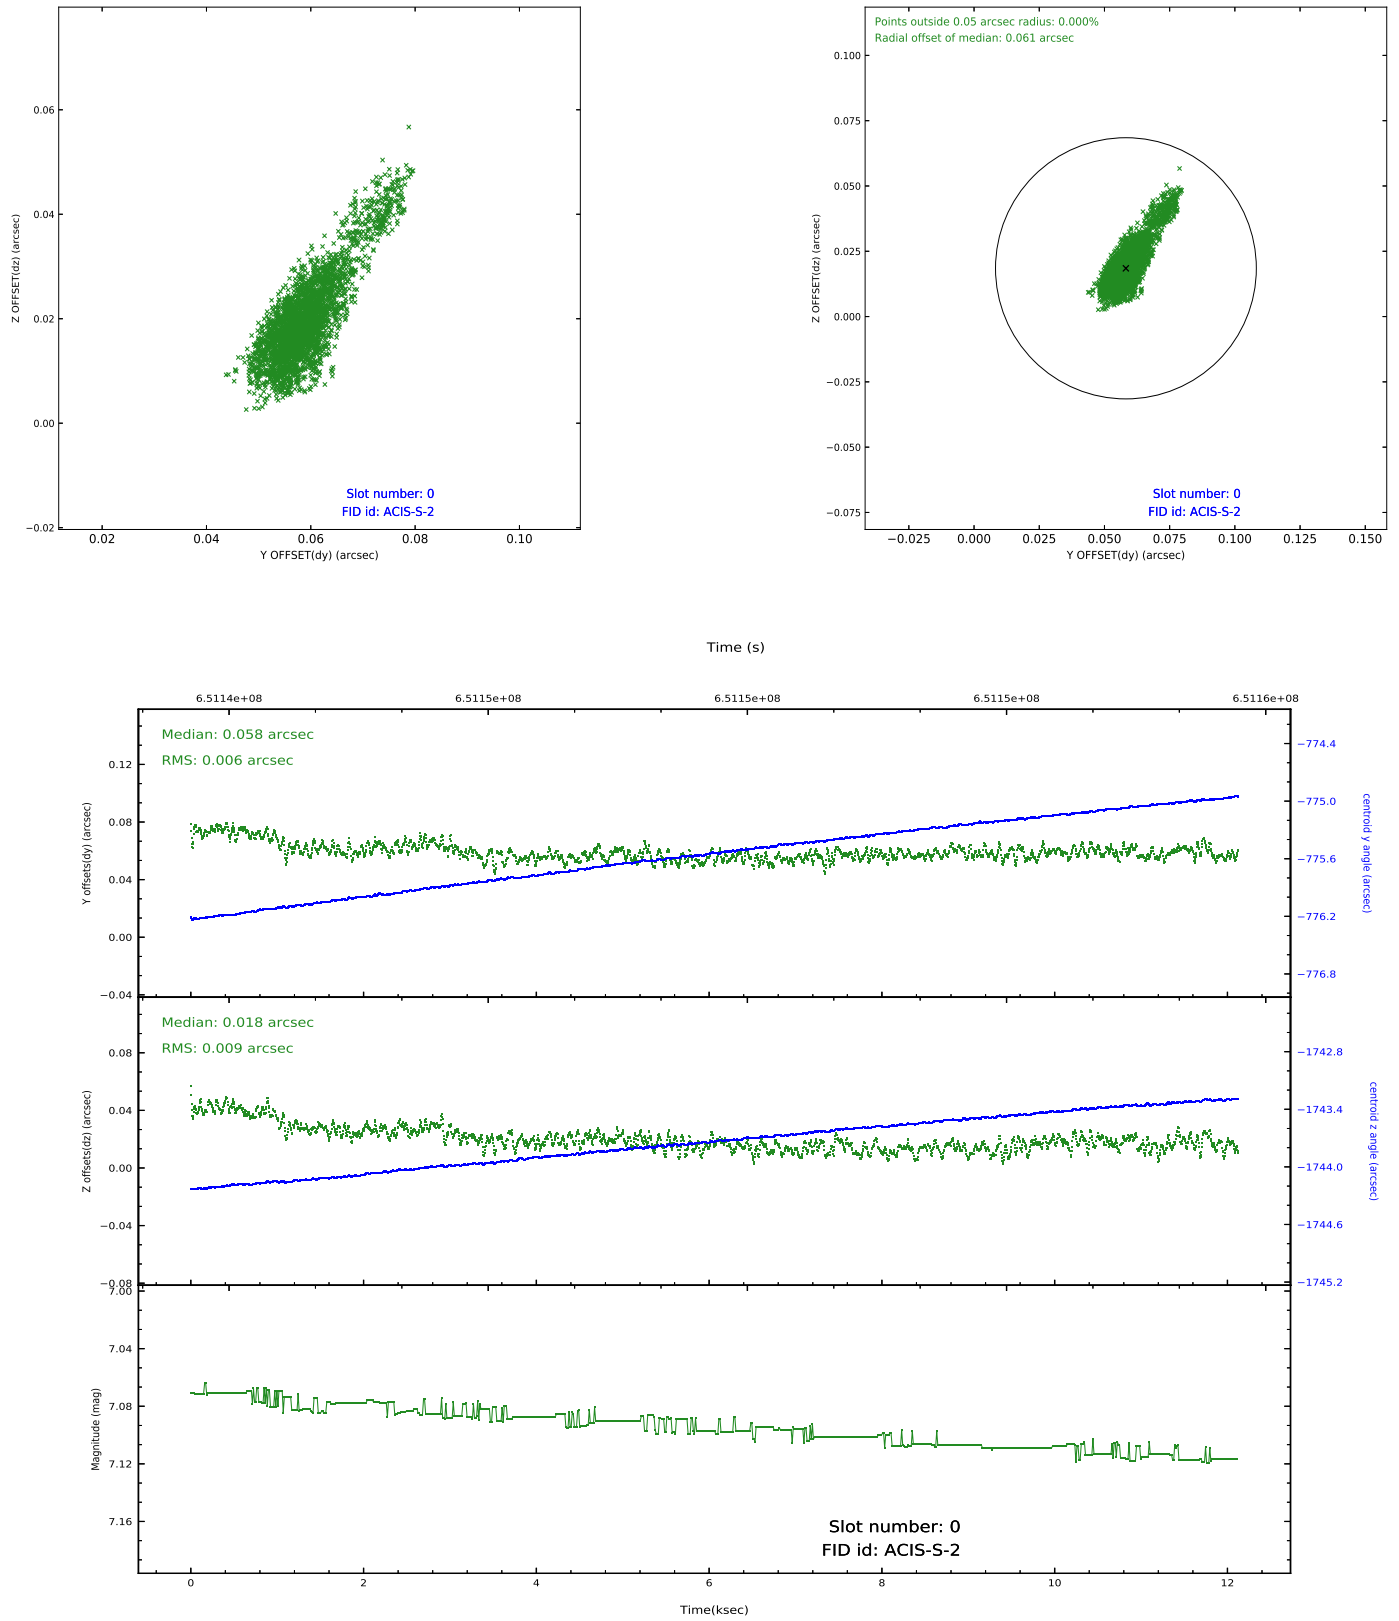 0.06
0.04
0.02
0.00
−0.02
Z OFFSET(dz) (arcsec)
Slot number: 0
FID id: ACIS-S-2
0.02 0.04 0.06 0.08 0.10
Y OFFSET(dy) (arcsec)
Points outside 0.05 arcsec radius: 0.000%
Radial offset of median: 0.061 arcsec
0.100
0.075
0.050
0.025
0.000
−0.025
−0.050
−0.075
Z OFFSET(dz) (arcsec)
Slot number: 0
FID id: ACIS-S-2
−0.025 0.000 0.025 0.050 0.075 0.100 0.125 0.150
Y OFFSET(dy) (arcsec)
Time (s)
6.5114e+08 6.5115e+08 6.5115e+08 6.5115e+08 6.5116e+08
Median: 0.058 arcsec
RMS: 0.006 arcsec
0.12
0.08
0.04
0.00
−0.04
Y offsets(dy) (arcsec)
−774.4
−775.0
−775.6
−776.2
−776.8
centroid y angle (arcsec)
Median: 0.018 arcsec
RMS: 0.009 arcsec
0.08
0.04
0.00
−0.04
−0.08
Z offsets(dz) (arcsec)
−1742.8
−1743.4
−1744.0
−1744.6
−1745.2
centroid z angle (arcsec)
7.00
7.04
7.08
7.12
7.16
Magnitude (mag)
Slot number: 0
FID id: ACIS-S-2
0 2 4 6 8 10 12
Time(ksec)